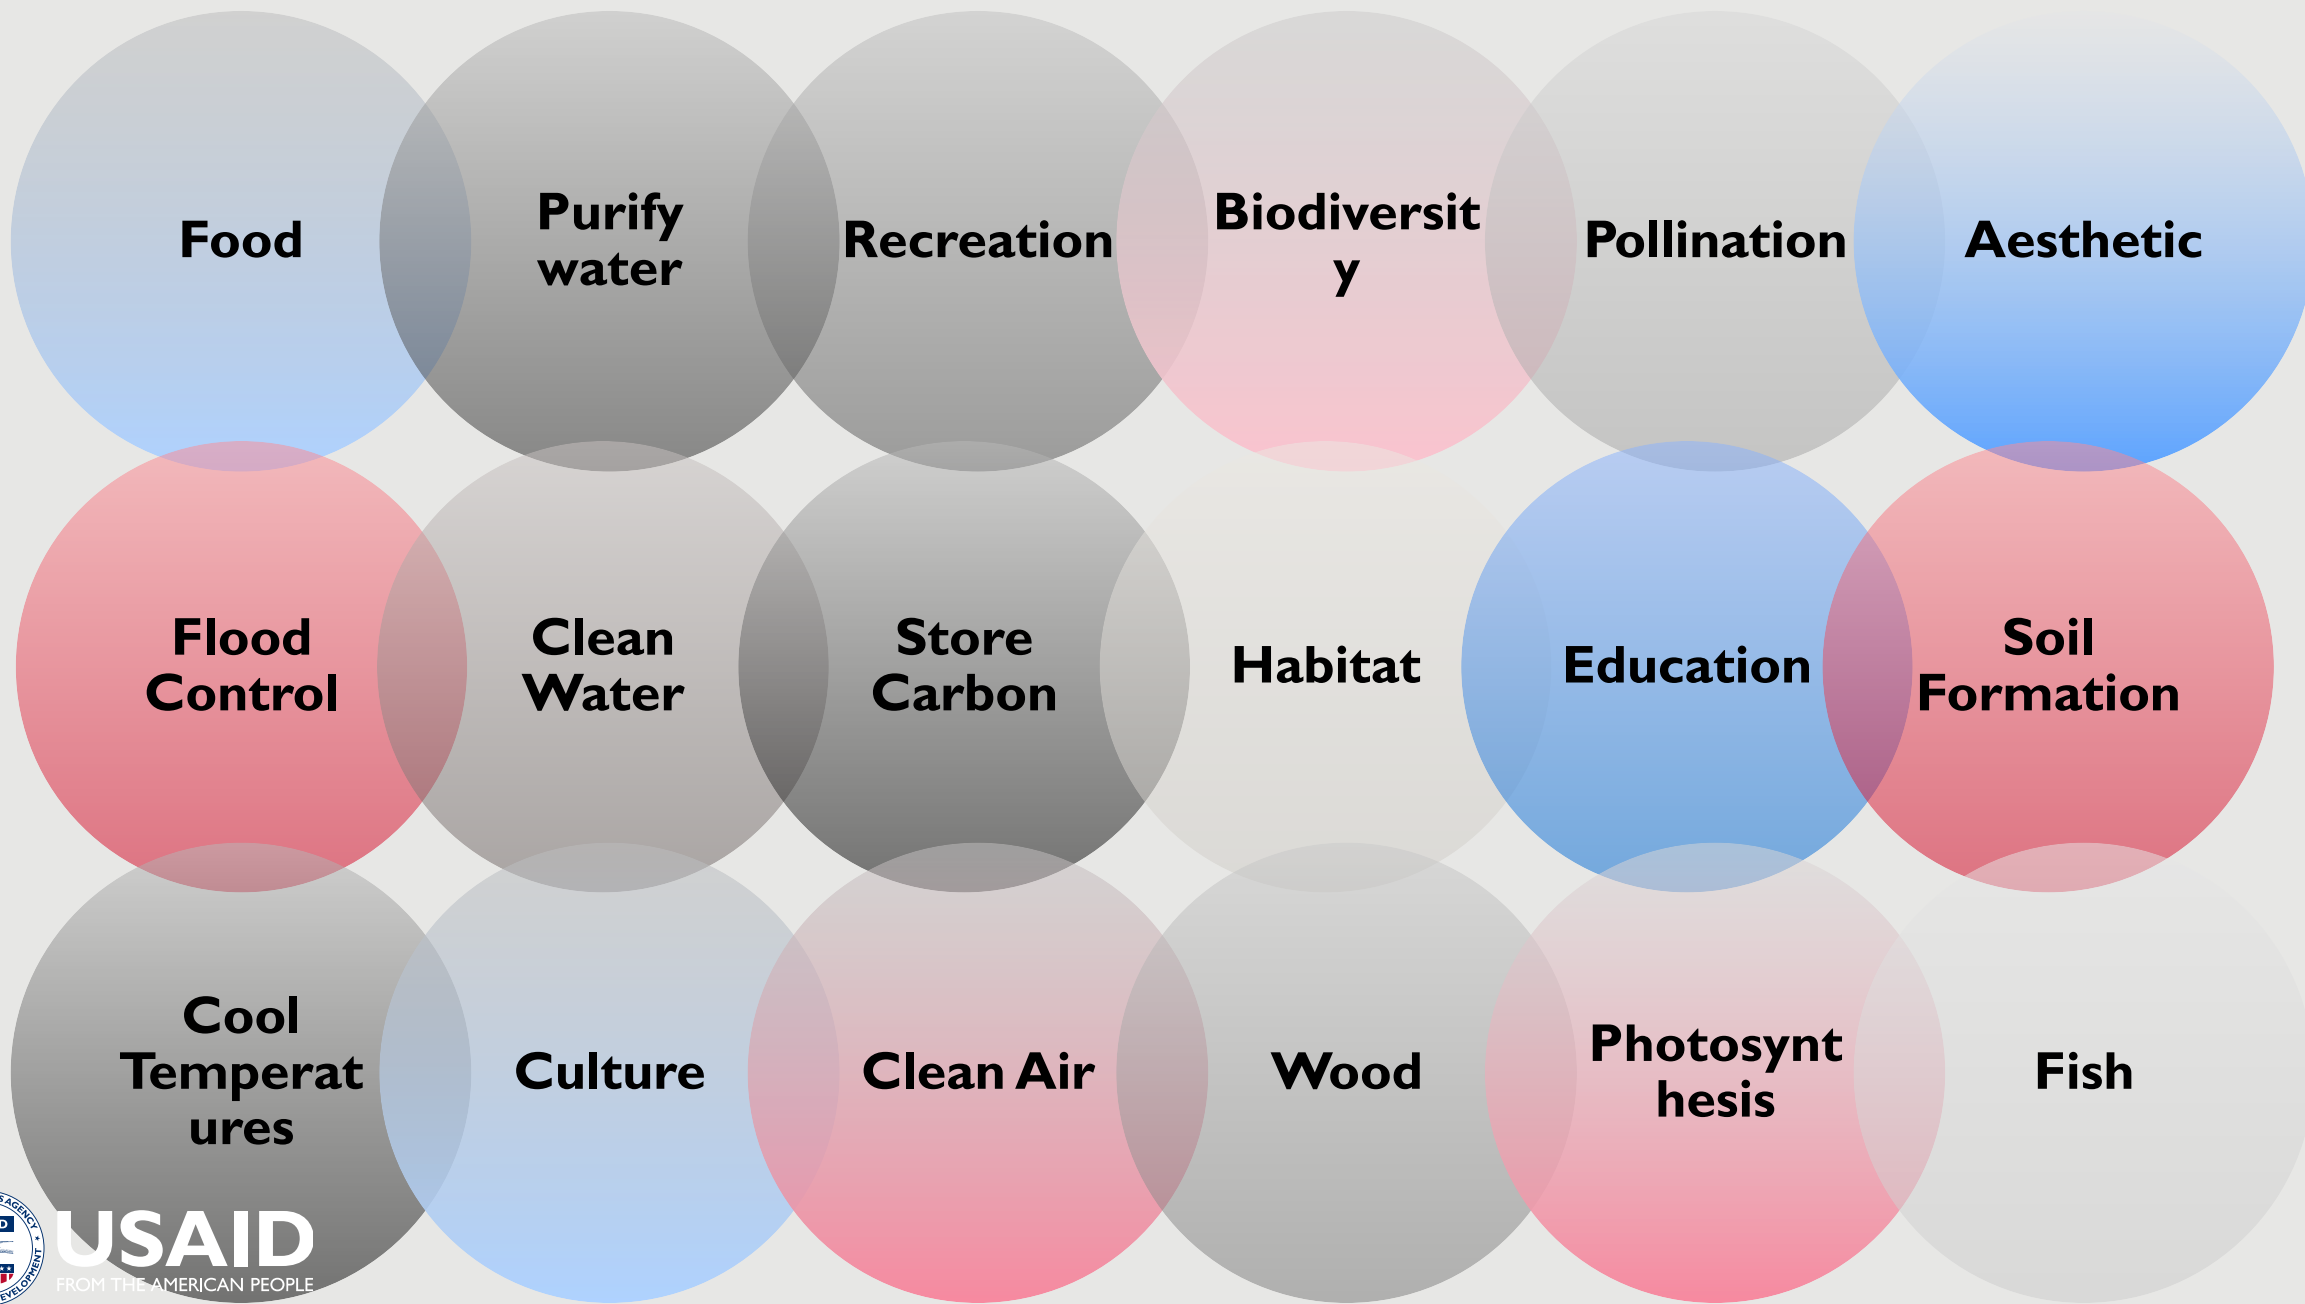 Food
Purify
water
Recreation
Biodiversit
y
Pollination
Aesthetic
Flood
Control
Clean
Water
Store
Carbon
Habitat
Education
Soil
Formation
Cool
Temperat
ures
Culture
Clean Air
Wood
Photosynt
hesis
Fish
USAID
FROM THE AMERICAN PEOPLE
AGENCY